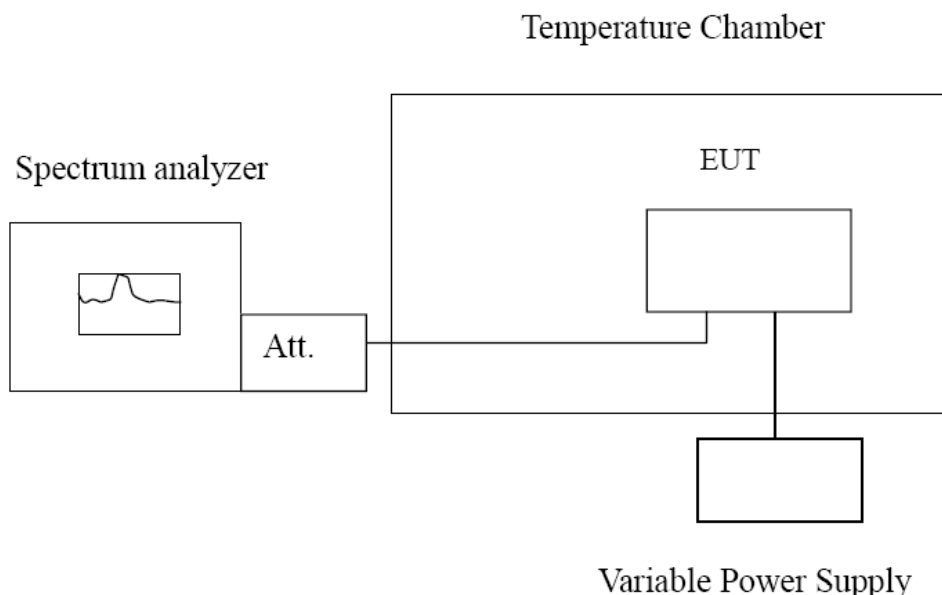 Temperature Chamber
EUT
Spectrum analyzer
Att.
Variable Power Supply